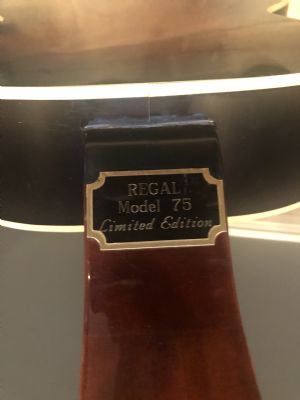 REGAL
Model 75
Limited Edition